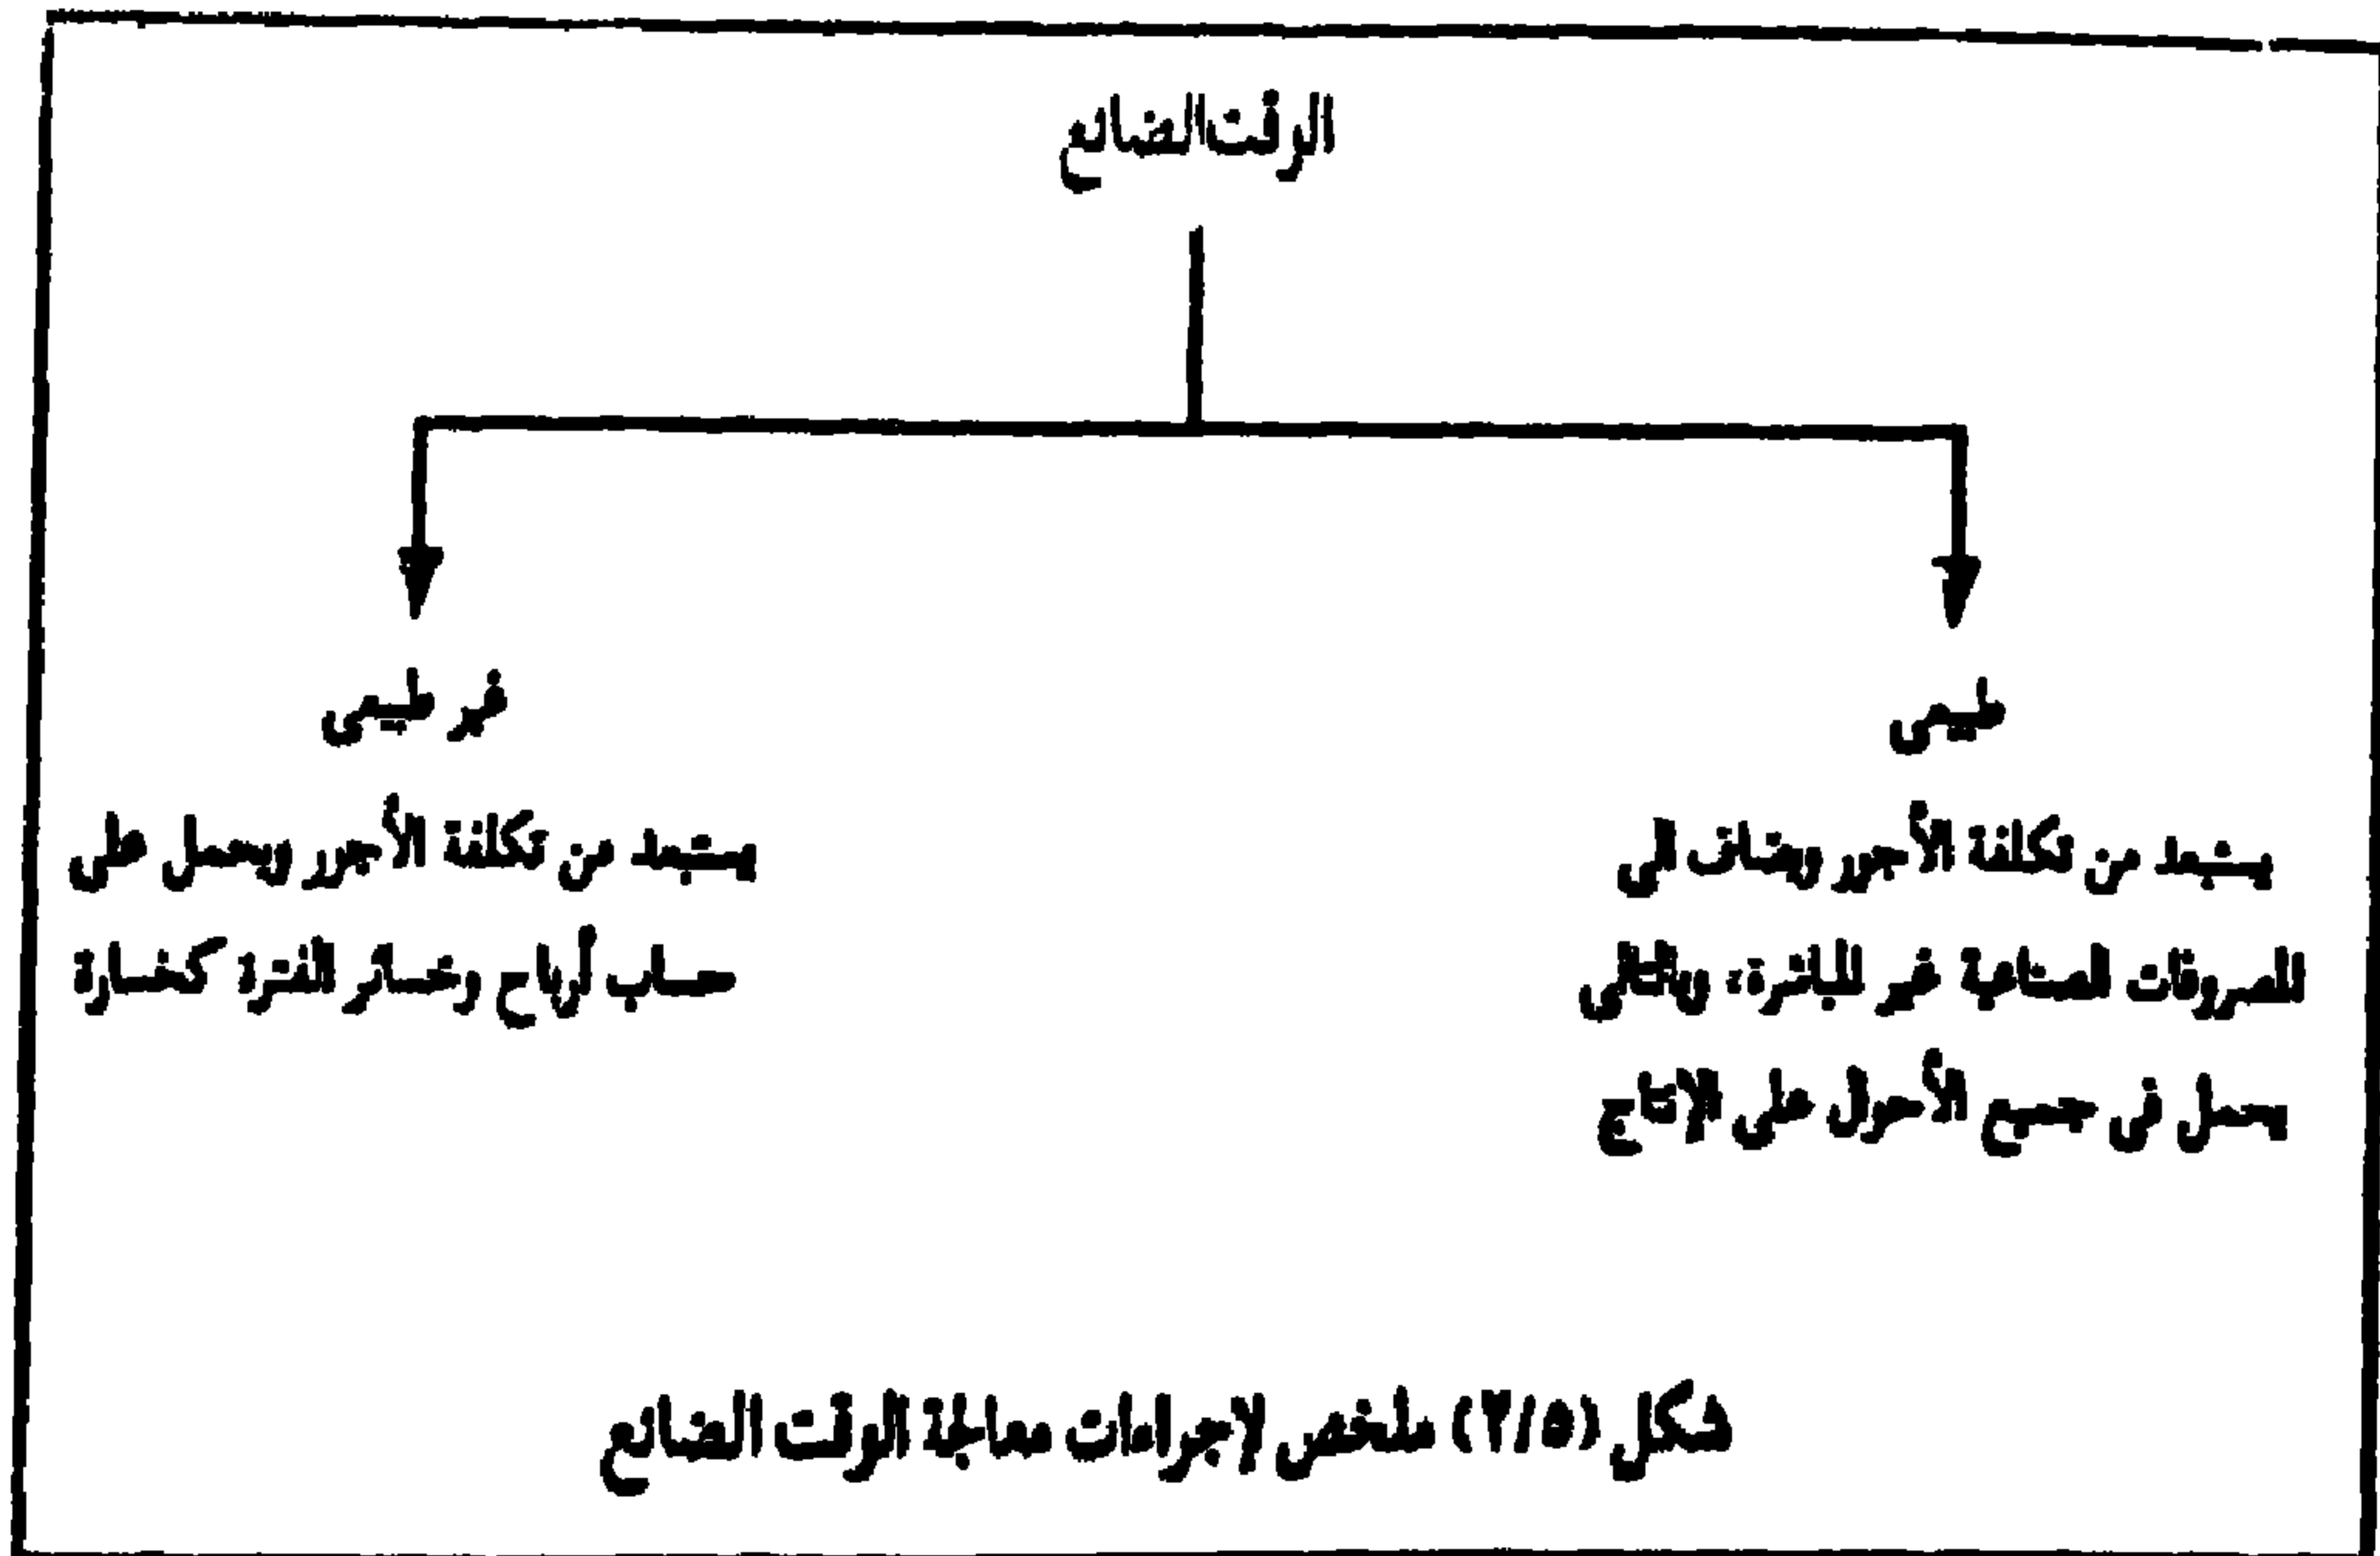 الوقت الضائع
طبيعى
يستبعد من تكلفة الأجور ويضاف الى
المصروفات الصناعية غير المباشرة، وبالتالى
يحمل فى جميع الأحوال على الانتاج
غير طبيعى
يستبعد من تكلفة الأجور ويحمل على
حساب أرباح وخسائر الفترة كخسارة
شكل (٢/٥) ملخص لاجراءات معالجة الوقت الضائع